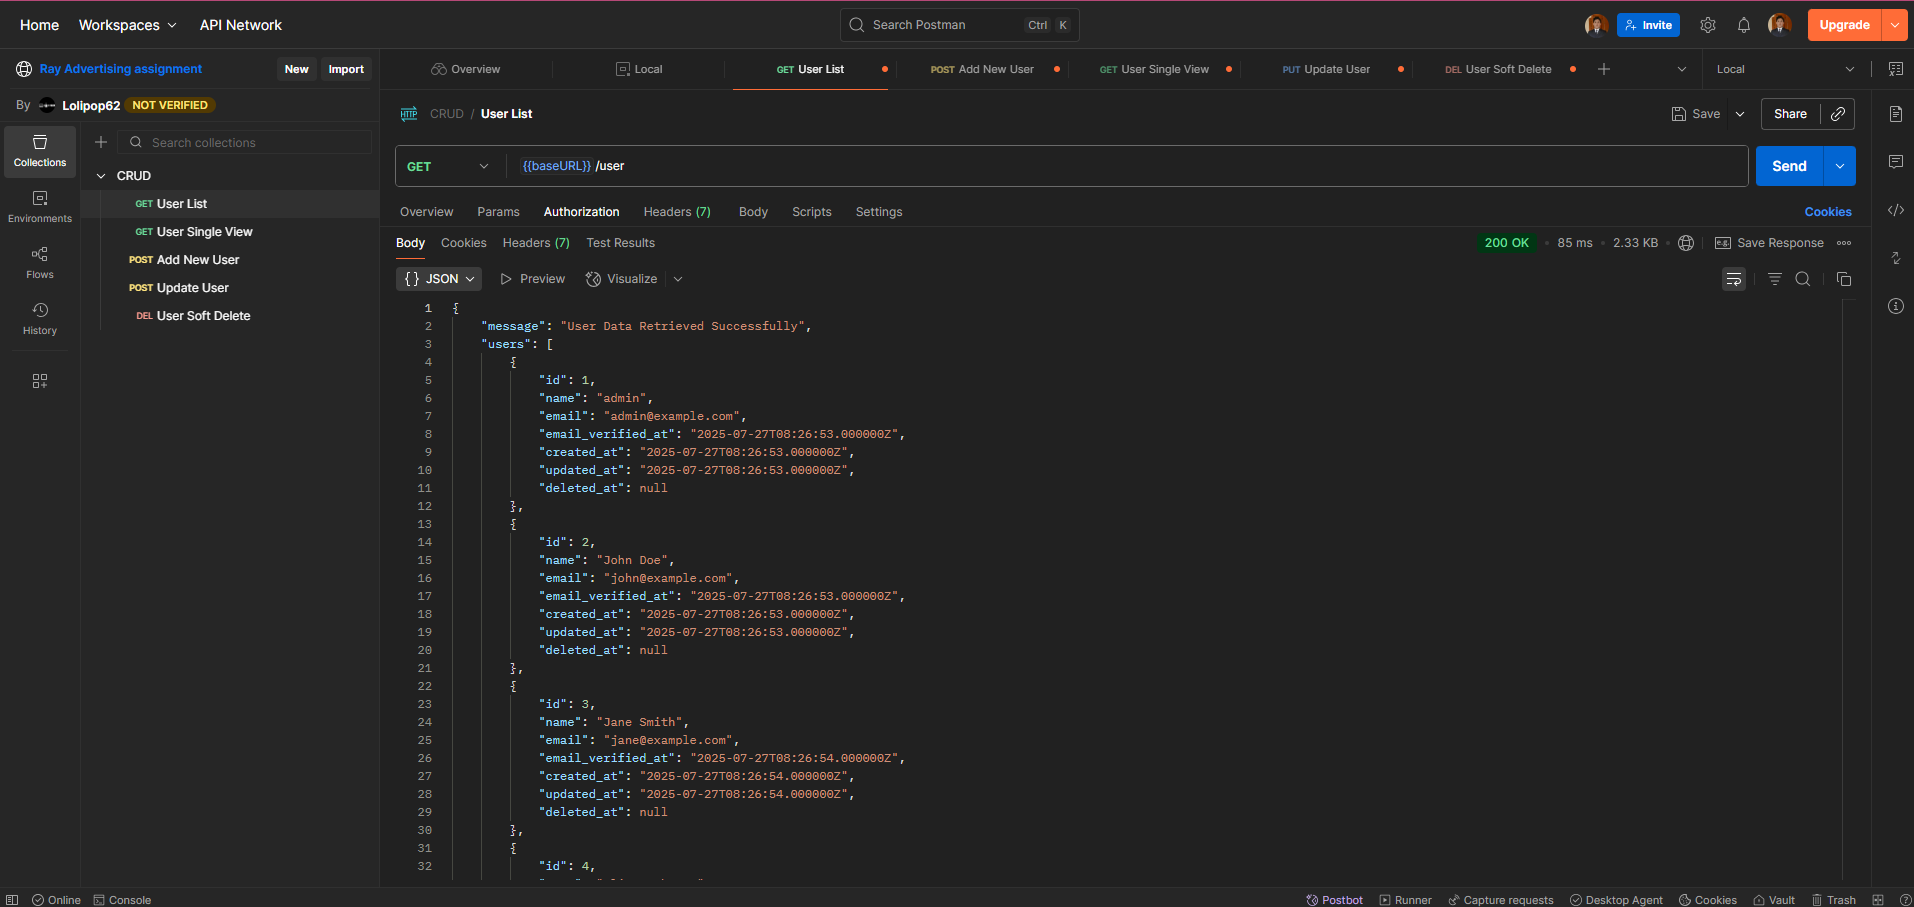 Home Workspaces API Network Search Postman Ctrl K Invite Upgrade
Ray Advertising assignment New Import
Overview Local GET User List POST Add New User GET User Single View PUT Update User DEL User Soft Delete Local
By Lolipop62 NOT VERIFIED
HTTP CRUD / User List Save Share
Collections
Search collections
CRUD
GET User List
GET User Single View
POST Add New User
POST Update User
DEL User Soft Delete
Environments
Flows
History
GET {{baseURL}} /user Send
Overview Params Authorization Headers (7) Body Scripts Settings Cookies
Body Cookies Headers (7) Test Results 200 OK 85 ms 2.33 KB e.g. Save Response
{} JSON Preview Visualize
1 {
2 "message": "User Data Retrieved Successfully",
3 "users": [
4 {
5 "id": 1,
6 "name": "admin",
7 "email": "admin@example.com",
8 "email_verified_at": "2025-07-27T08:26:53.000000Z",
9 "created_at": "2025-07-27T08:26:53.000000Z",
10 "updated_at": "2025-07-27T08:26:53.000000Z",
11 "deleted_at": null
12 },
13 {
14 "id": 2,
15 "name": "John Doe",
16 "email": "john@example.com",
17 "email_verified_at": "2025-07-27T08:26:53.000000Z",
18 "created_at": "2025-07-27T08:26:53.000000Z",
19 "updated_at": "2025-07-27T08:26:53.000000Z",
20 "deleted_at": null
21 },
22 {
23 "id": 3,
24 "name": "Jane Smith",
25 "email": "jane@example.com",
26 "email_verified_at": "2025-07-27T08:26:54.000000Z",
27 "created_at": "2025-07-27T08:26:54.000000Z",
28 "updated_at": "2025-07-27T08:26:54.000000Z",
29 "deleted_at": null
30 },
31 {
32 "id": 4,
Online Console Postbot Runner Capture requests Desktop Agent Cookies Vault Trash